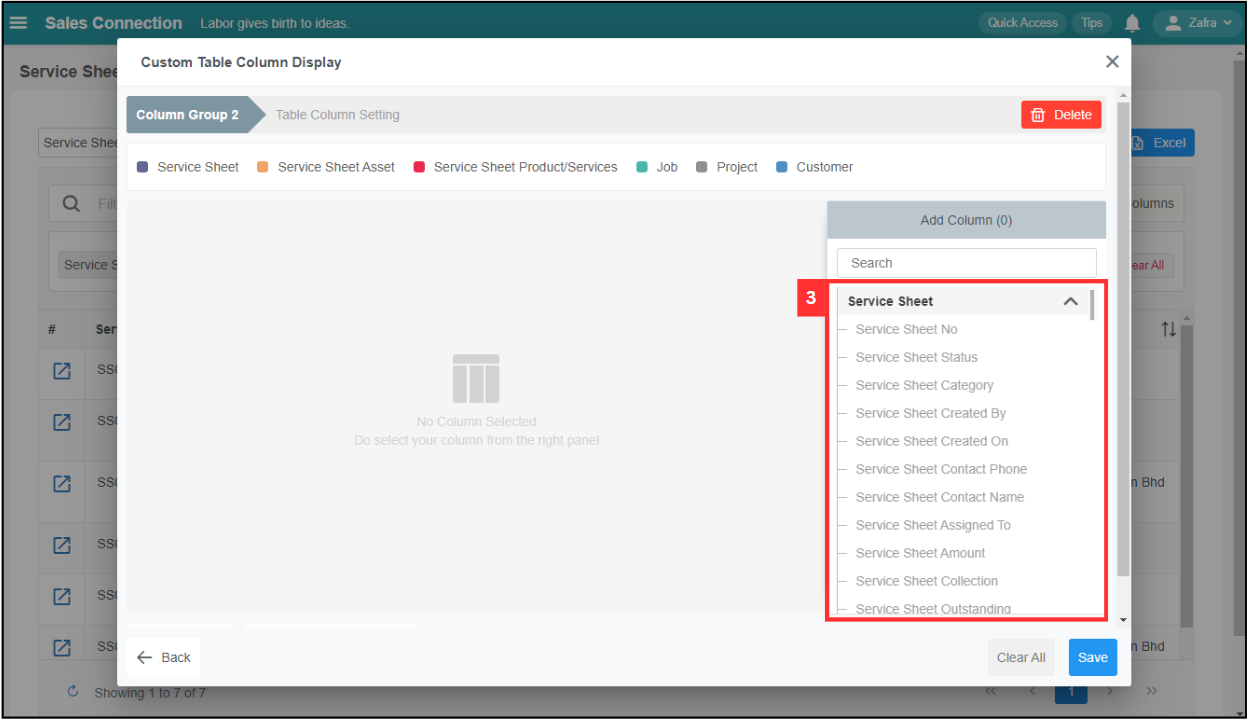 Sales Connection Labor gives birth to ideas. Quick Access Tips Zafra
Service Shee
Custom Table Column Display
Column Group 2 Table Column Setting Delete
Service Shee Excel
Service Sheet Service Sheet Asset Service Sheet Product/Services Job Project Customer
Filt olumns
Add Column (0)
Search
Service S ear All
3 Service Sheet
# Ser
Service Sheet No
Service Sheet Status
SS
Service Sheet Category
Service Sheet Created By
No Column Selected
SS
Do select your column from the right panel
Service Sheet Created On
Service Sheet Contact Phone
SS n Bhd
Service Sheet Contact Name
Service Sheet Assigned To
SS
Service Sheet Amount
Service Sheet Collection
SS
Service Sheet Outstanding
SS n Bhd
Back Clear All Save
Showing 1 to 7 of 7 << < 1 > >>